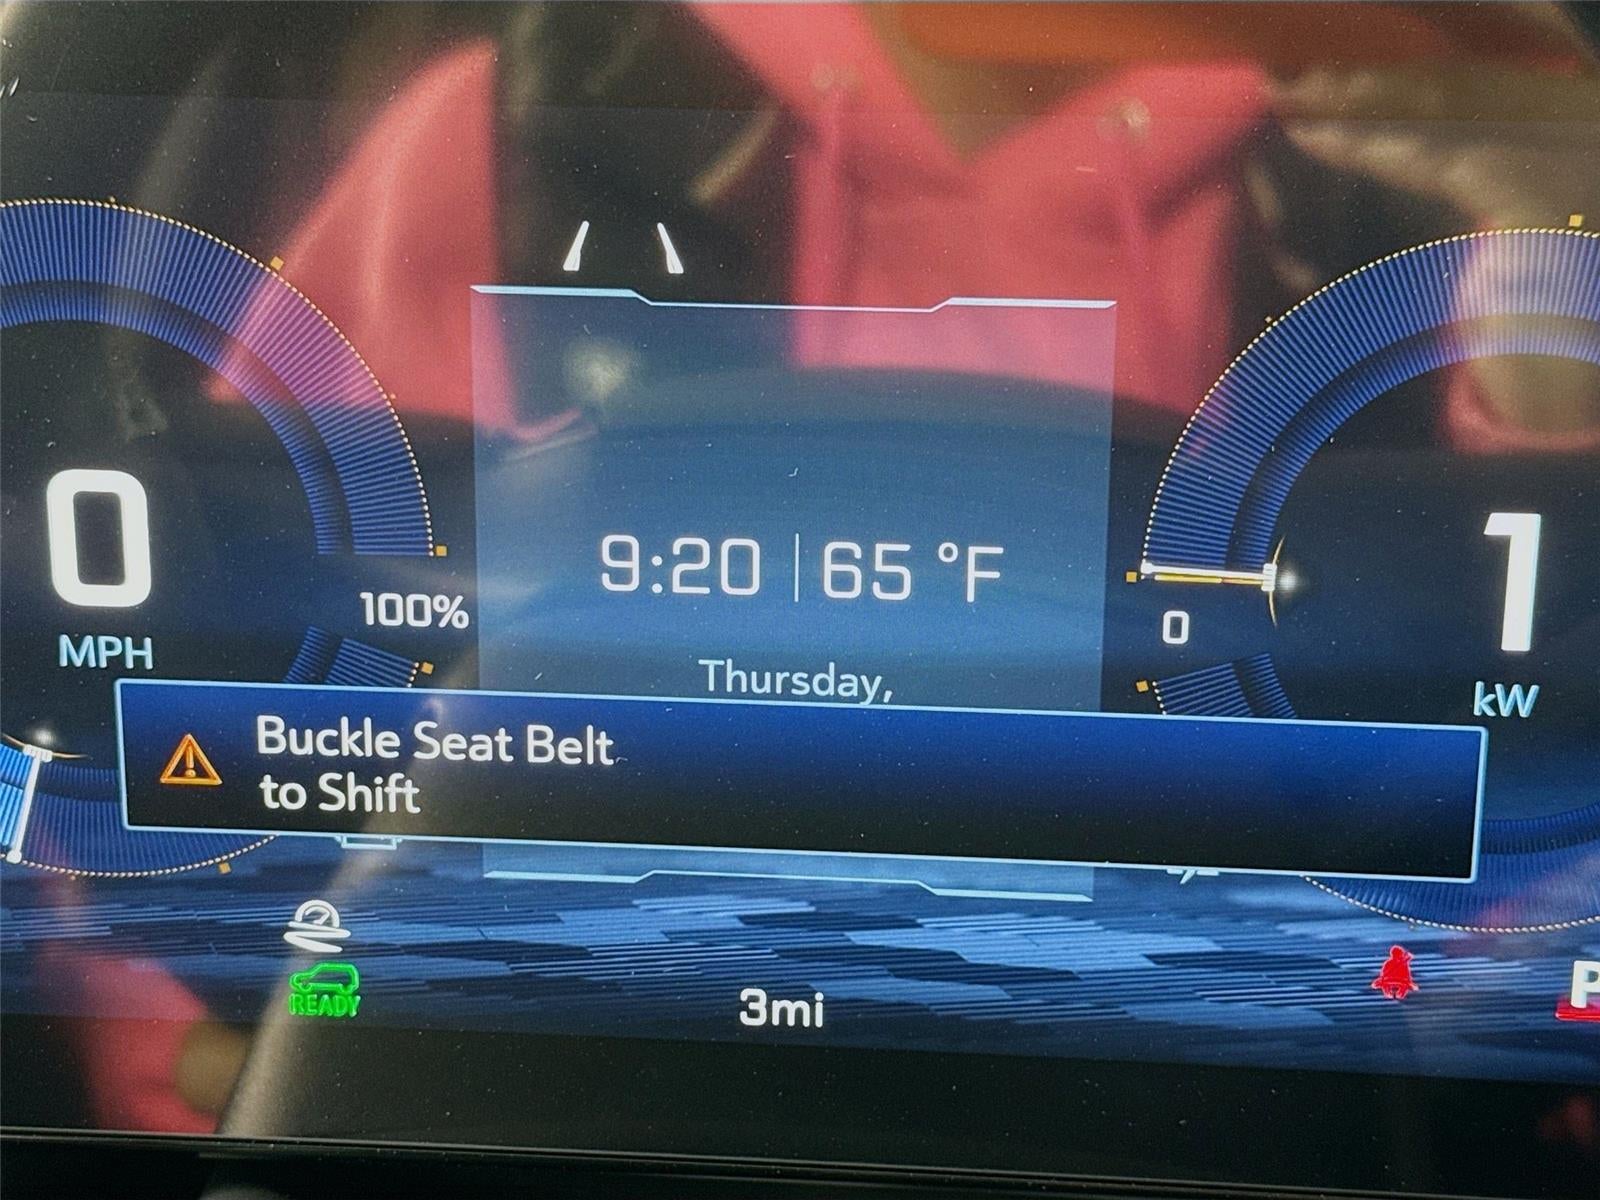 0
MPH
100%
9:20 | 65 °F
Thursday,
0
1
kW
Buckle Seat Belt
to Shift
READY
3mi
P